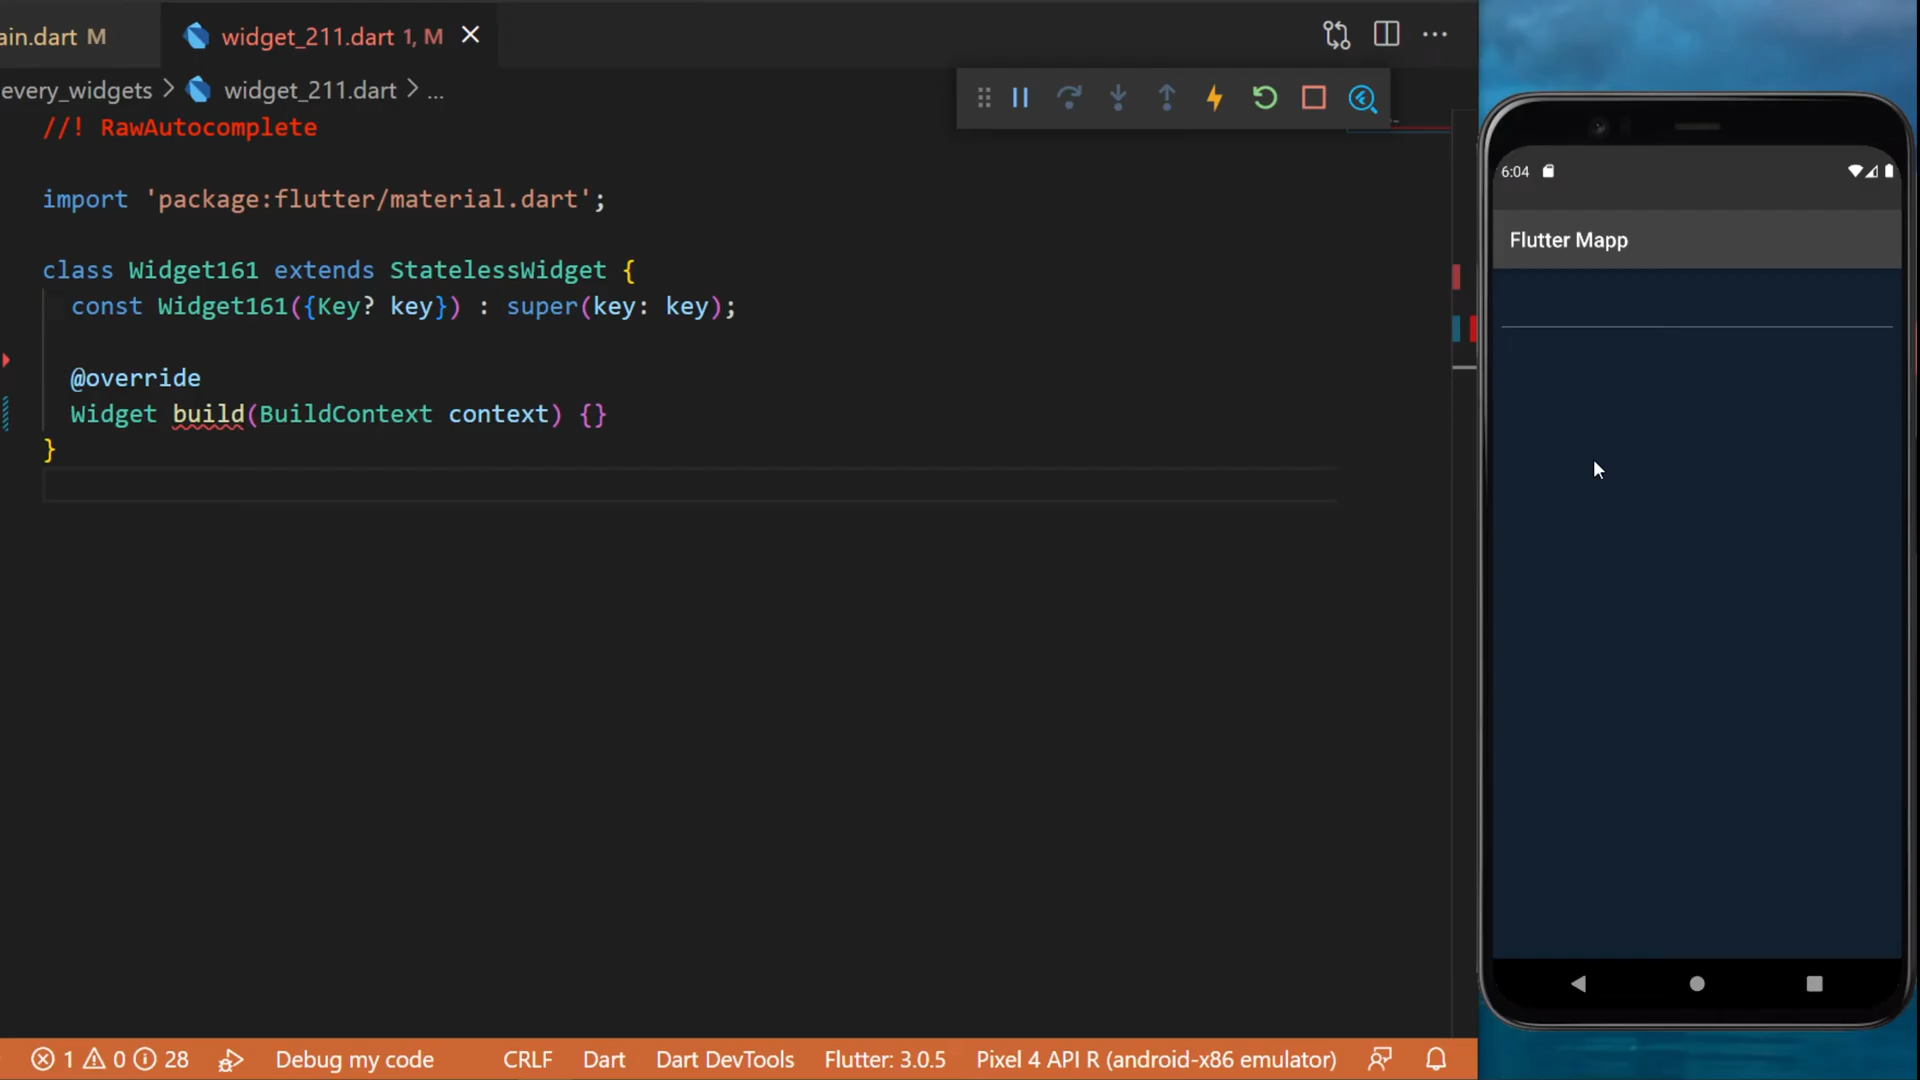 ain.dart M
widget_211.dart 1, M
every_widgets > widget_211.dart > ...
//! RawAutocomplete
import 'package:flutter/material.dart';
class Widget161 extends StatelessWidget {
const Widget161({Key? key}) : super(key: key);
@override
Widget build(BuildContext context) {}
}
6:04
Flutter Mapp
1 0 28 Debug my code CRLF Dart Dart DevTools Flutter: 3.0.5 Pixel 4 API R (android-x86 emulator)